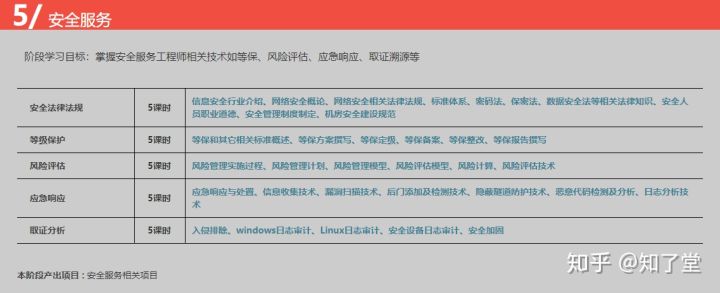 5/ 安全服务
阶段学习目标：掌握安全服务工程师相关技术如等保、风险评估、应急响应、取证溯源等
安全法律法规 5课时 信息安全行业介绍、网络安全概论、网络安全相关法律法规、标准体系、密码法、保密法、数据安全法等相关法律知识、安全人
员职业道德、安全管理制度制定、机房安全建设规范
等级保护 5课时 等保和其它相关标准概述、等保方案撰写、等保定级、等保备案、等保整改、等保报告撰写
风险评估 5课时 风险管理实施过程、风险管理计划、风险管理模型、风险评估模型、风险计算、风险评估技术
应急响应 5课时 应急响应与处置、信息收集技术、漏洞扫描技术、后门添加及检测技术、隐蔽隧道防护技术、恶意代码检测及分析、日志分析技
术
取证分析 5课时 入侵排除、windows日志审计、Linux日志审计、安全设备日志审计、安全加固
本阶段产出项目：安全服务相关项目
知乎 @知了堂